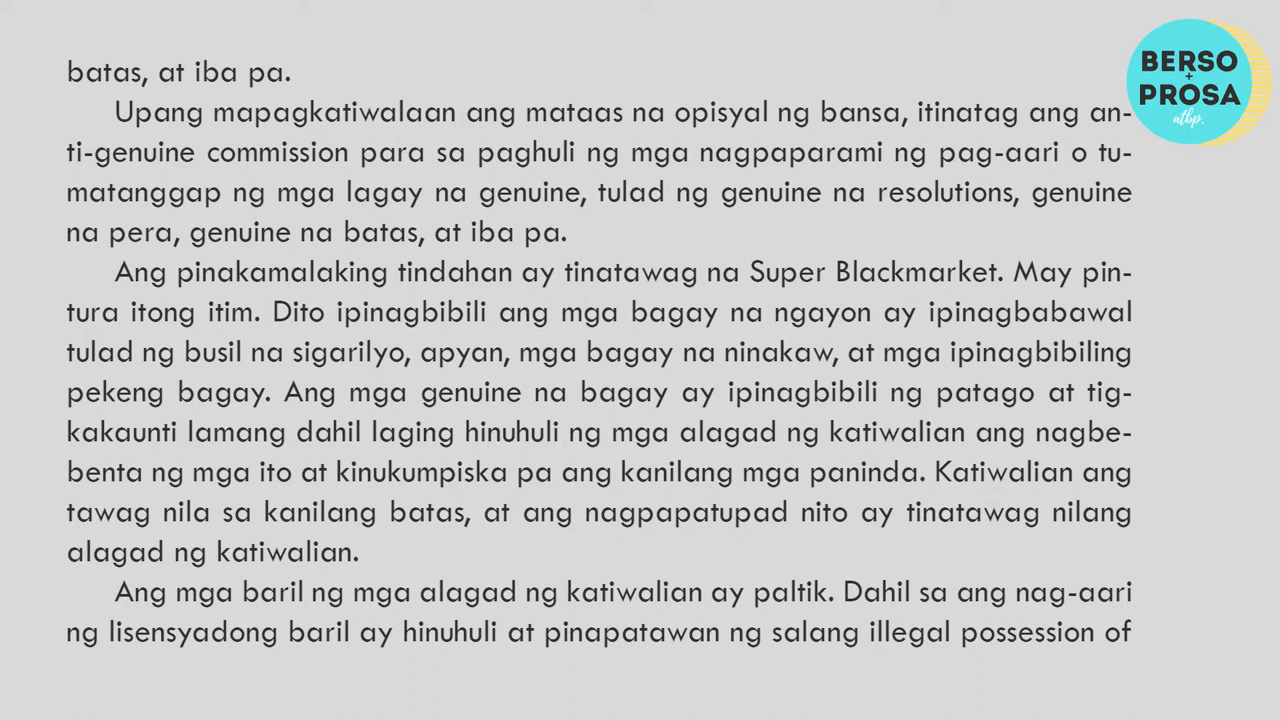 batas, at iba pa.
Upang mapagkatiwalaan ang mataas na opisyal ng bansa, itinatag ang an-
ti-genuine commission para sa paghuli ng mga nagpaparami ng pag-aari o tu-
matanggap ng mga lagay na genuine, tulad ng genuine na resolutions, genuine
na pera, genuine na batas, at iba pa.
Ang pinakamalaking tindahan ay tinatawag na Super Blackmarket. May pin-
tura itong itim. Dito ipinagbibili ang mga bagay na ngayon ay ipinagbabawal
tulad ng busil na sigarilyo, apyan, mga bagay na ninakaw, at mga ipinagbibiling
pekeng bagay. Ang mga genuine na bagay ay ipinagbibili ng patago at tig-
kakaunti lamang dahil laging hinuhuli ng mga alagad ng katiwalian ang nagbe-
benta ng mga ito at kinukumpiska pa ang kanilang mga paninda. Katiwalian ang
tawag nila sa kanilang batas, at ang nagpapatupad nito ay tinatawag nilang
alagad ng katiwalian.
Ang mga baril ng mga alagad ng katiwalian ay paltik. Dahil sa ang nag-aari
ng lisensyadong baril ay hinuhuli at pinapatawan ng salang illegal possession of
BERSO
+
PROSA
atbp.